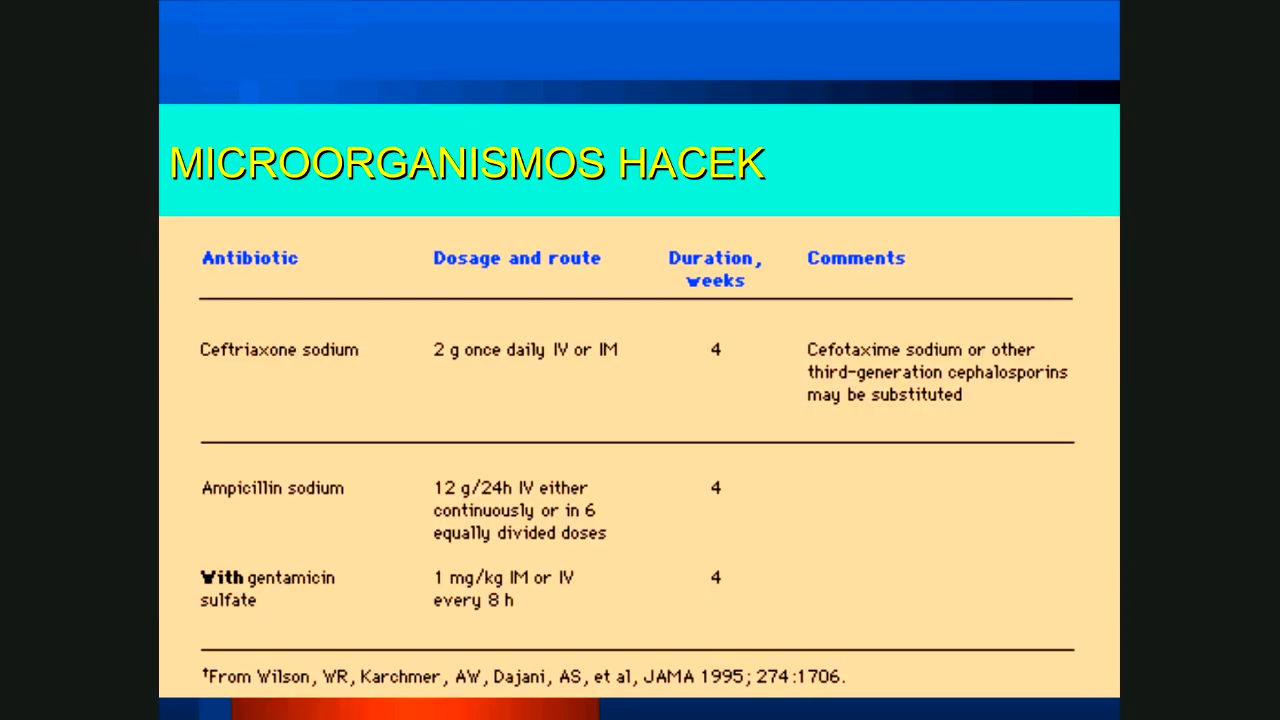 MICROORGANISMOS HACEK
Antibiotic Dosage and route Duration, weeks Comments
Ceftriaxone sodium 2 g once daily IV or IM 4 Cefotaxime sodium or other
third-generation cephalosporins
may be substituted
Ampicillin sodium 12 g/24h IV either 4
continuously or in 6
equally divided doses
With gentamicin 1 mg/kg IM or IV 4
sulfate every 8 h
†From Wilson, WR, Karchmer, AW, Dajani, AS, et al, JAMA 1995; 274:1706.